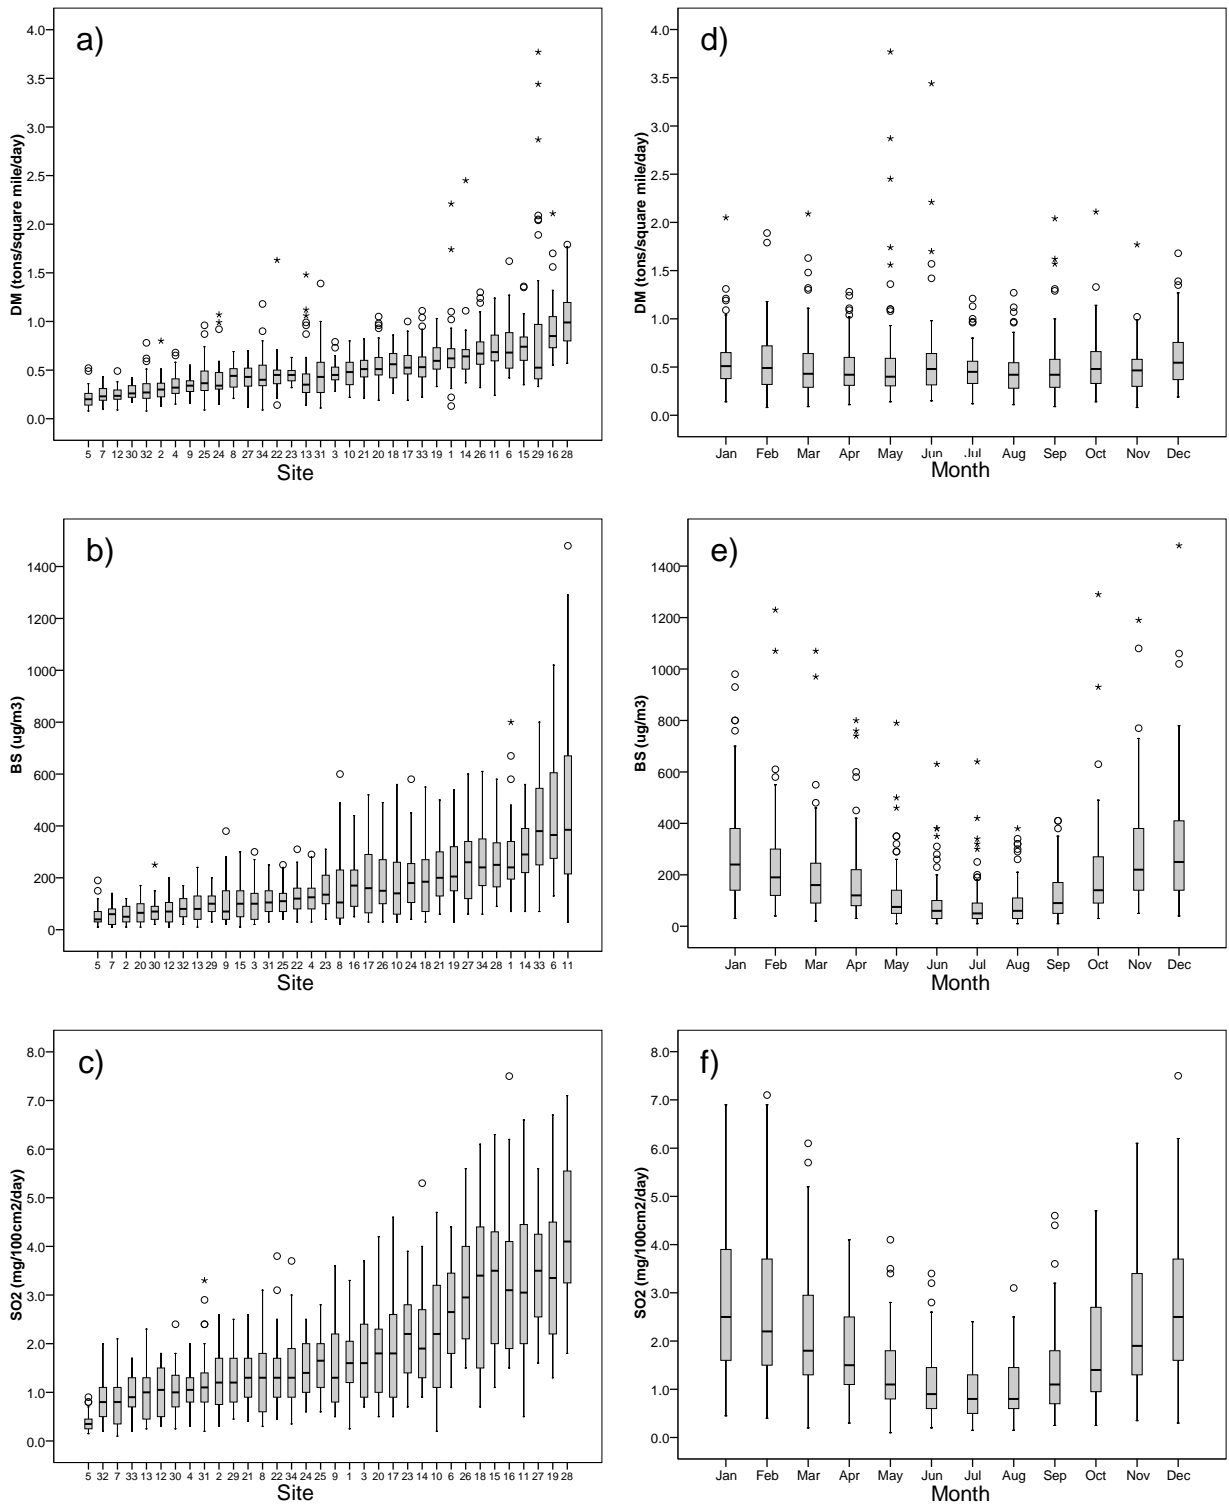 a)
DM (tons/square mile/day)
4.0
3.5
3.0
2.5
2.0
1.5
1.0
0.5
0.0
5 7 12 30 32 2 4 9 25 24 8 27 34 22 23 13 31 3 10 21 20 18 17 33 19 1 14 26 11 6 15 29 16 28
Site
d)
DM (tons/square mile/day)
4.0
3.5
3.0
2.5
2.0
1.5
1.0
0.5
0.0
Jan Feb Mar Apr May Jun Jul Aug Sep Oct Nov Dec
Month
b)
BS (ug/m3)
1400
1200
1000
800
600
400
200
0
5 7 2 20 30 12 32 13 29 9 15 3 31 25 22 4 23 8 16 17 26 10 24 18 21 19 27 34 28 1 14 33 6 11
Site
e)
BS (ug/m3)
1400
1200
1000
800
600
400
200
0
Jan Feb Mar Apr May Jun Jul Aug Sep Oct Nov Dec
Month
c)
SO2 (mg/100cm2/day)
8.0
7.0
6.0
5.0
4.0
3.0
2.0
1.0
0.0
5 32 7 33 13 12 30 4 31 2 29 21 8 22 34 24 25 9 1 3 20 17 23 14 10 6 26 18 15 16 11 27 19 28
Site
f)
SO2 (mg/100cm2/day)
8.0
7.0
6.0
5.0
4.0
3.0
2.0
1.0
0.0
Jan Feb Mar Apr May Jun Jul Aug Sep Oct Nov Dec
Month